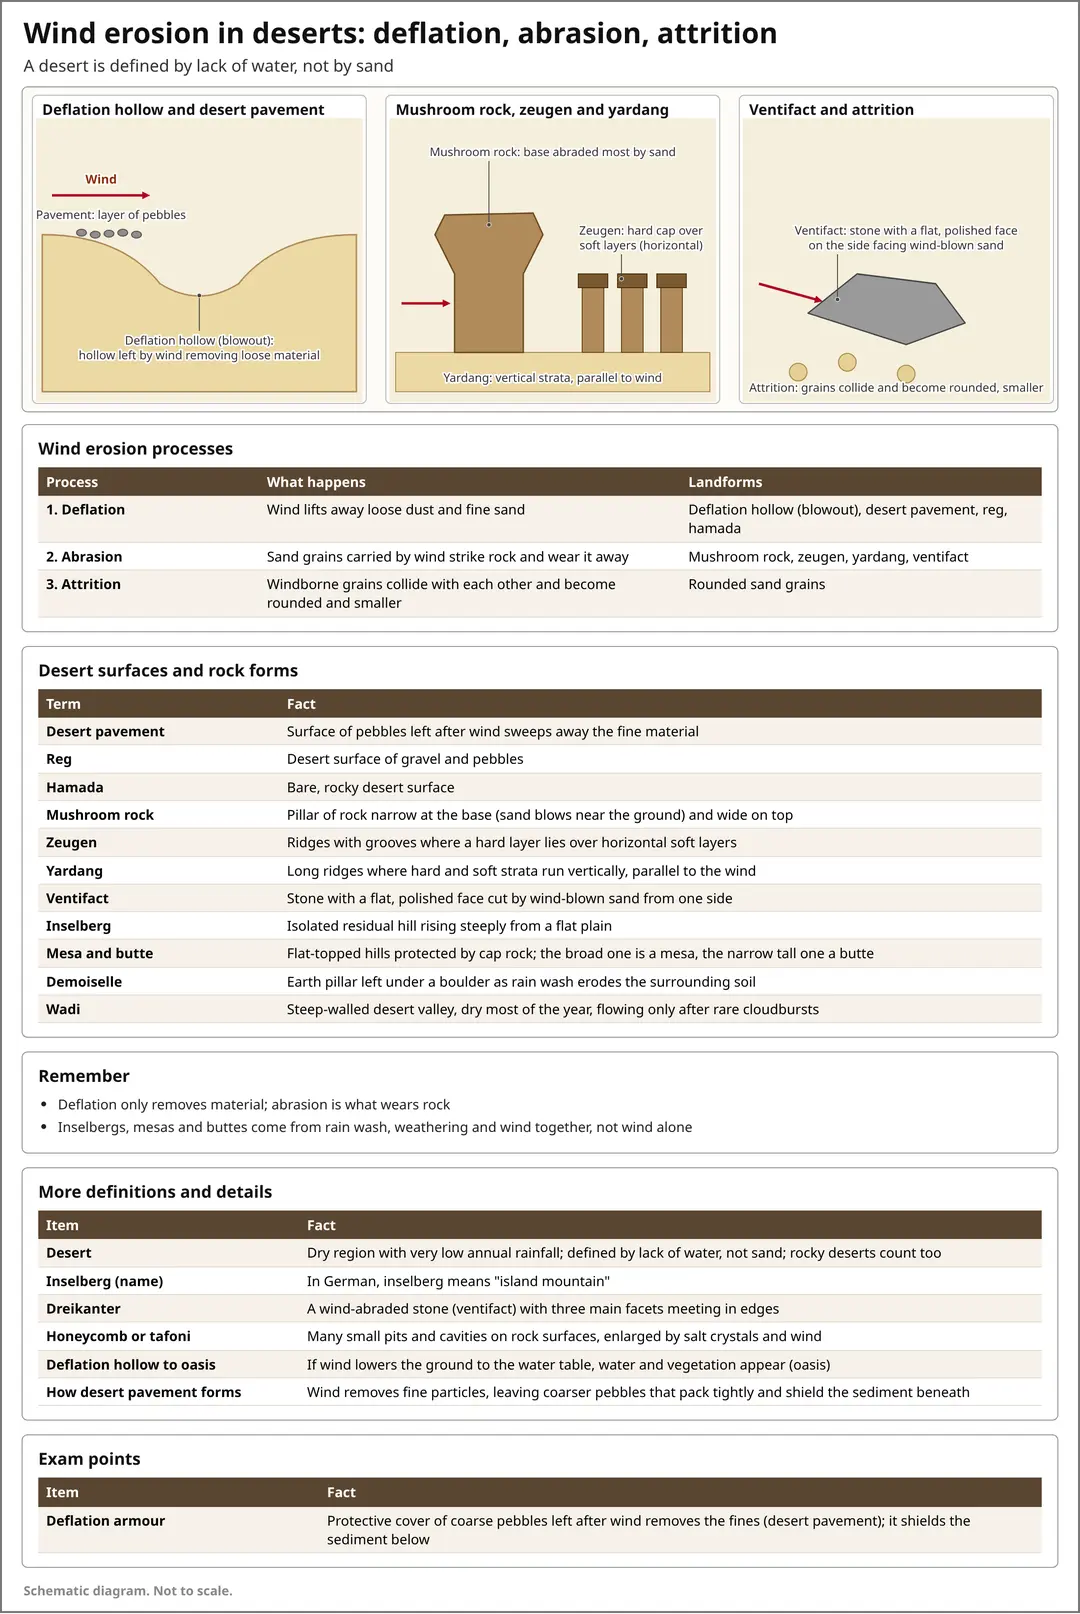 Wind erosion in deserts: deflation, abrasion, attrition
A desert is defined by lack of water, not by sand
Deflation hollow and desert pavement
Wind
Pavement: layer of pebbles
Deflation hollow (blowout):
hollow left by wind removing loose material
Mushroom rock, zeugen and yardang
Mushroom rock: base abraded most by sand
Zeugen: hard cap over
soft layers (horizontal)
Yardang: vertical strata, parallel to wind
Ventifact and attrition
Ventifact: stone with a flat, polished face
on the side facing wind-blown sand
Attrition: grains collide and become rounded, smaller
Wind erosion processes
Process What happens Landforms
1. Deflation Wind lifts away loose dust and fine sand Deflation hollow (blowout), desert pavement, reg,
hamada
2. Abrasion Sand grains carried by wind strike rock and wear it away Mushroom rock, zeugen, yardang, ventifact
3. Attrition Windborne grains collide with each other and become Rounded sand grains
rounded and smaller
Desert surfaces and rock forms
Term Fact
Desert pavement Surface of pebbles left after wind sweeps away the fine material
Reg Desert surface of gravel and pebbles
Hamada Bare, rocky desert surface
Mushroom rock Pillar of rock narrow at the base (sand blows near the ground) and wide on top
Zeugen Ridges with grooves where a hard layer lies over horizontal soft layers
Yardang Long ridges where hard and soft strata run vertically, parallel to the wind
Ventifact Stone with a flat, polished face cut by wind-blown sand from one side
Inselberg Isolated residual hill rising steeply from a flat plain
Mesa and butte Flat-topped hills protected by cap rock; the broad one is a mesa, the narrow tall one a butte
Demoiselle Earth pillar left under a boulder as rain wash erodes the surrounding soil
Wadi Steep-walled desert valley, dry most of the year, flowing only after rare cloudbursts
Remember
• Deflation only removes material; abrasion is what wears rock
• Inselbergs, mesas and buttes come from rain wash, weathering and wind together, not wind alone
More definitions and details
Item Fact
Desert Dry region with very low annual rainfall; defined by lack of water, not sand; rocky deserts count too
Inselberg (name) In German, inselberg means "island mountain"
Dreikanter A wind-abraded stone (ventifact) with three main facets meeting in edges
Honeycomb or tafoni Many small pits and cavities on rock surfaces, enlarged by salt crystals and wind
Deflation hollow to oasis If wind lowers the ground to the water table, water and vegetation appear (oasis)
How desert pavement forms Wind removes fine particles, leaving coarser pebbles that pack tightly and shield the sediment beneath
Exam points
Item Fact
Deflation armour Protective cover of coarse pebbles left after wind removes the fines (desert pavement); it shields the
sediment below
Schematic diagram. Not to scale.